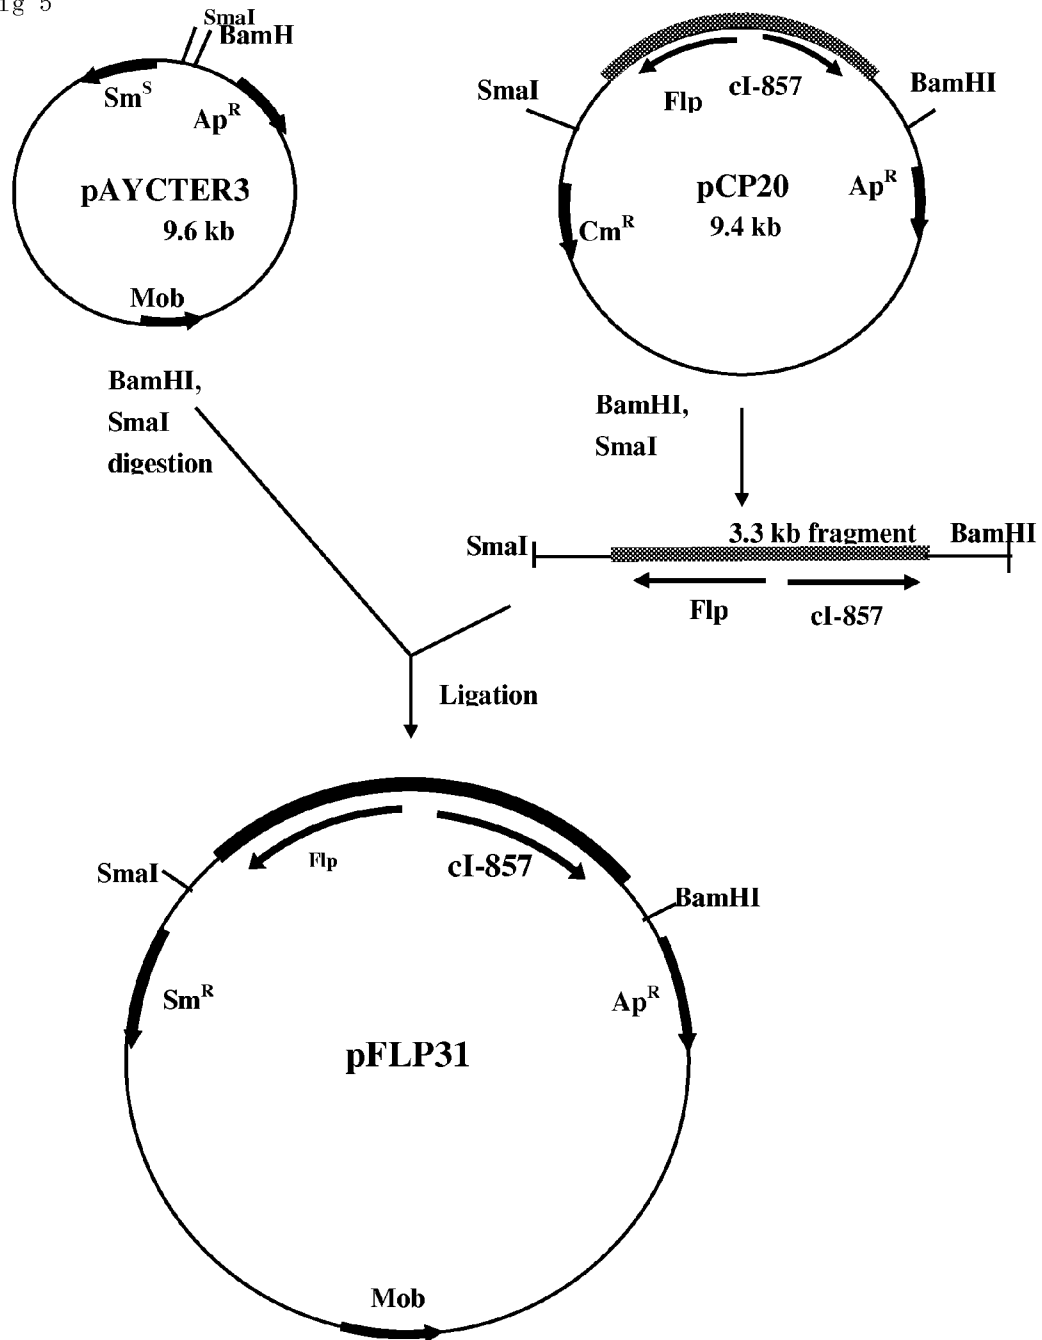 ig 5
SmaI
BamH
Sm^S
Ap^R
pAYCTER3
9.6 kb
Mob
SmaI
BamHI
Flp
cI-857
pCP20
9.4 kb
Cm^R
Ap^R
BamHI,
SmaI
digestion
BamHI,
SmaI
3.3 kb fragment
SmaI
BamHI
Flp
cI-857
Ligation
SmaI
Flp
cI-857
BamHI
Sm^R
Ap^R
pFLP31
Mob